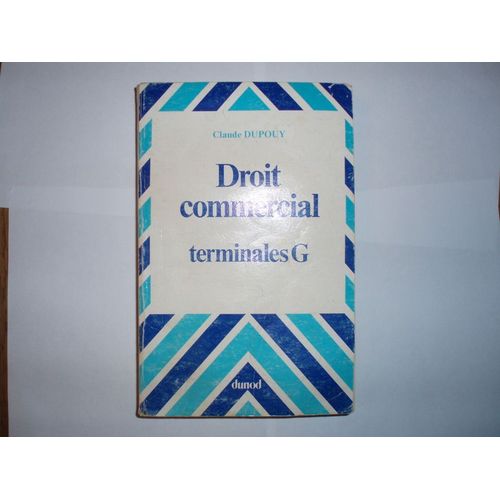 Claude DUPOUY
Droit
commercial
terminales G
dunod